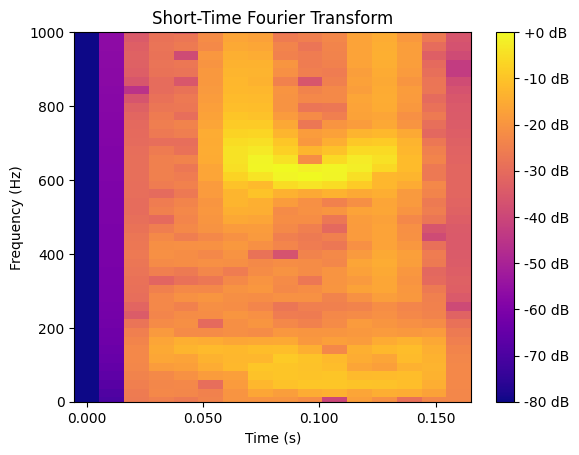 Short-Time Fourier Transform
Frequency (Hz)
1000
800
600
400
200
0
0.000
0.050
0.100
0.150
Time (s)
+0 dB
-10 dB
-20 dB
-30 dB
-40 dB
-50 dB
-60 dB
-70 dB
-80 dB